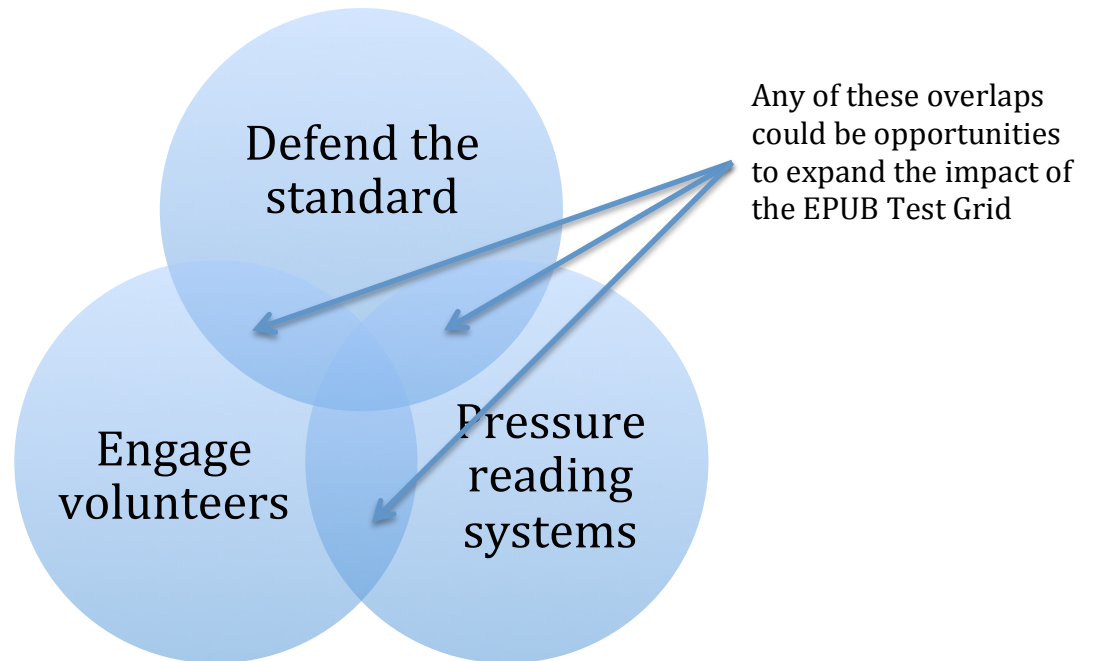 Defend the
standard
Any of these overlaps
could be opportunities
to expand the impact of
the EPUB Test Grid
Engage
volunteers
Pressure
reading
systems